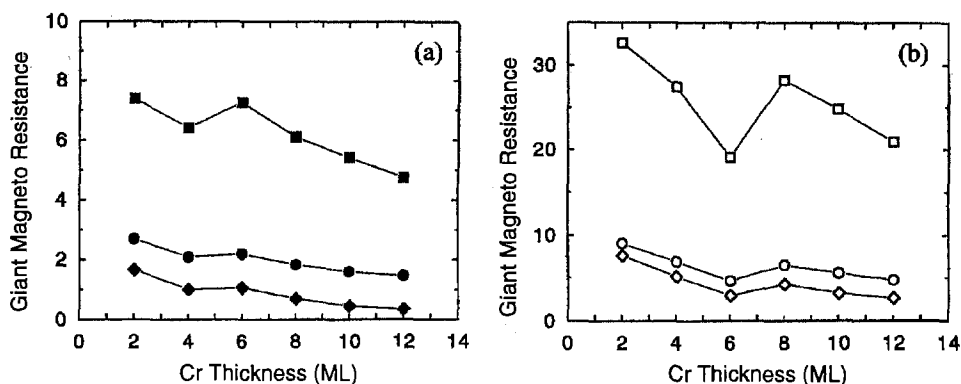 (a)
Giant Magneto Resistance
10
8
6
4
2
0
0 2 4 6 8 10 12 14
Cr Thickness (ML)
(b)
Giant Magneto Resistance
30
20
10
0
0 2 4 6 8 10 12 14
Cr Thickness (ML)